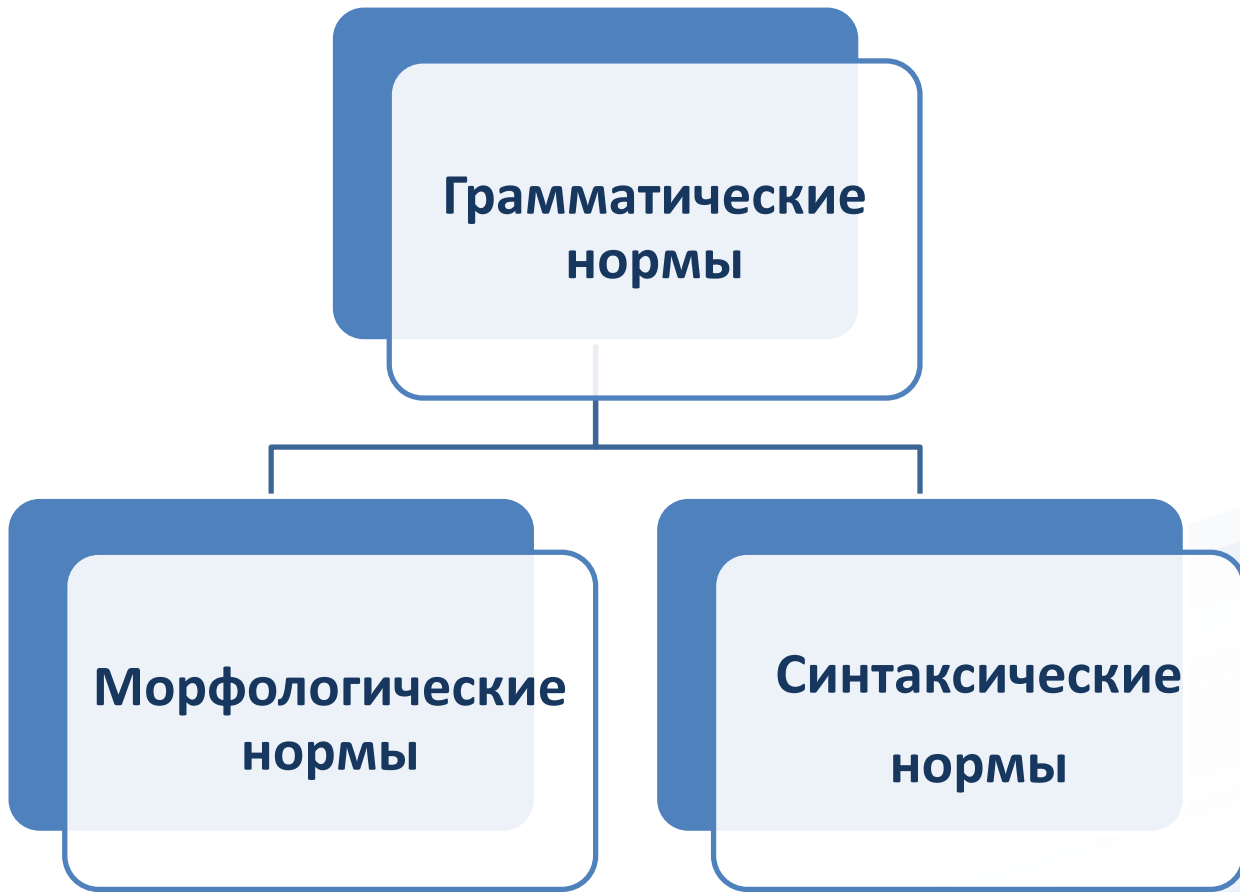 Грамматические
нормы
Морфологические
нормы
Синтаксические
нормы